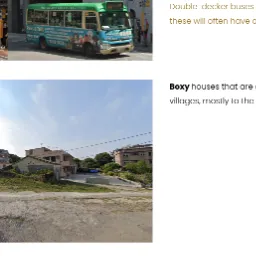 Double-decker buses
these will often have
Boxy houses that are
villages, mostly to the